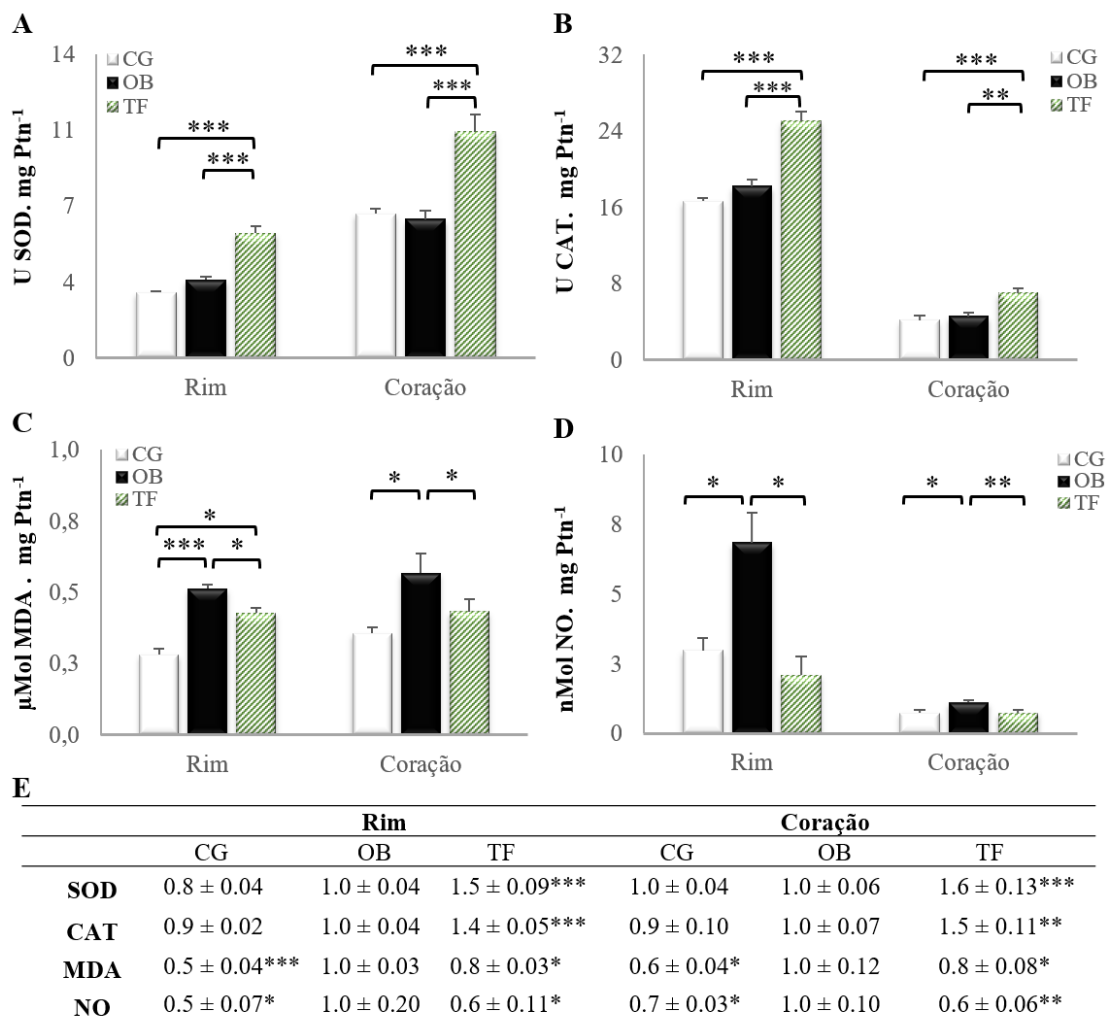 A
U SOD. mg Ptn⁻¹
14
11
7
4
0
CG
OB
TF
***
***
***
***
Rim
Coração
B
U CAT. mg Ptn⁻¹
32
24
16
8
0
CG
OB
TF
***
***
***
**
Rim
Coração
C
µMol MDA . mg Ptn⁻¹
1,0
0,8
0,5
0,3
0,0
CG
OB
TF
*
***
*
*
*
Rim
Coração
D
nMol NO. mg Ptn⁻¹
10
8
5
3
0
CG
OB
TF
*
*
*
**
Rim
Coração
E
Rim Coração
CG OB TF CG OB TF
SOD 0.8 ± 0.04 1.0 ± 0.04 1.5 ± 0.09*** 1.0 ± 0.04 1.0 ± 0.06 1.6 ± 0.13***
CAT 0.9 ± 0.02 1.0 ± 0.04 1.4 ± 0.05*** 0.9 ± 0.10 1.0 ± 0.07 1.5 ± 0.11**
MDA 0.5 ± 0.04*** 1.0 ± 0.03 0.8 ± 0.03* 0.6 ± 0.04* 1.0 ± 0.12 0.8 ± 0.08*
NO 0.5 ± 0.07* 1.0 ± 0.20 0.6 ± 0.11* 0.7 ± 0.03* 1.0 ± 0.10 0.6 ± 0.06**